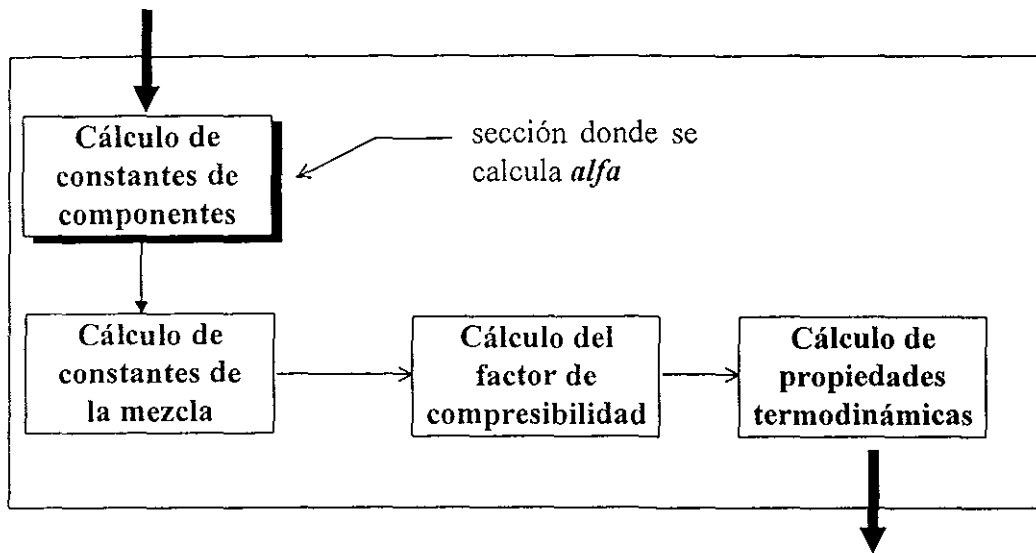 Cálculo de
constantes de
componentes
sección donde se
calcula alfa
Cálculo de
constantes de
la mezcla
Cálculo del
factor de
compresibilidad
Cálculo de
propiedades
termodinámicas